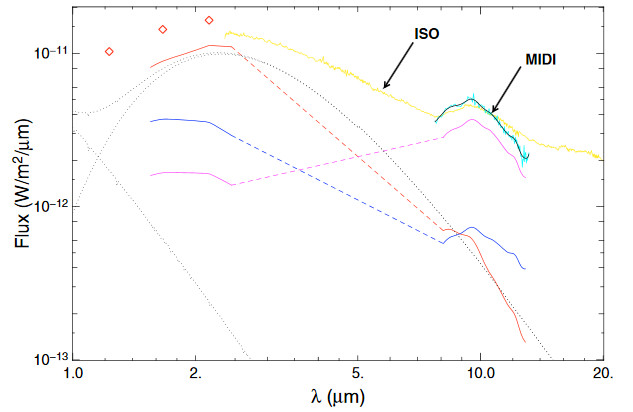 ISO
MIDI
Flux (W/m²/μm)
10⁻¹¹
10⁻¹²
10⁻¹³
1.0
2.
5.
10.0
20.
λ (μm)